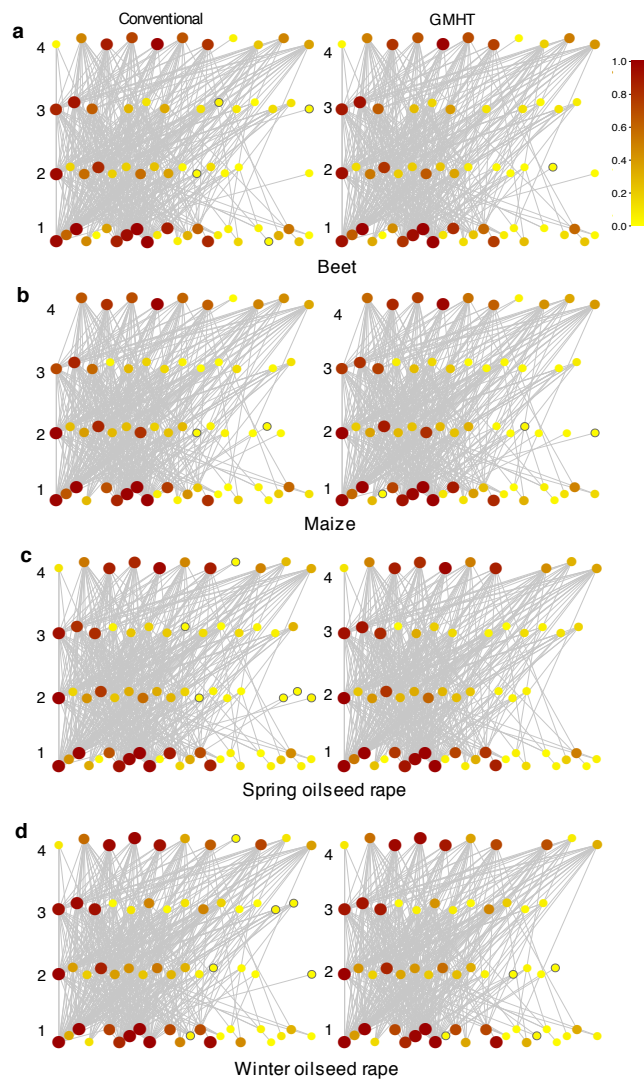 Conventional GMHT
a
4 4
3 3
2 2
1 1
1.0
0.8
0.6
0.4
0.2
0.0
Beet
b
4 4
3 3
2 2
1 1
Maize
c
4 4
3 3
2 2
1 1
Spring oilseed rape
d
4 4
3 3
2 2
1 1
Winter oilseed rape